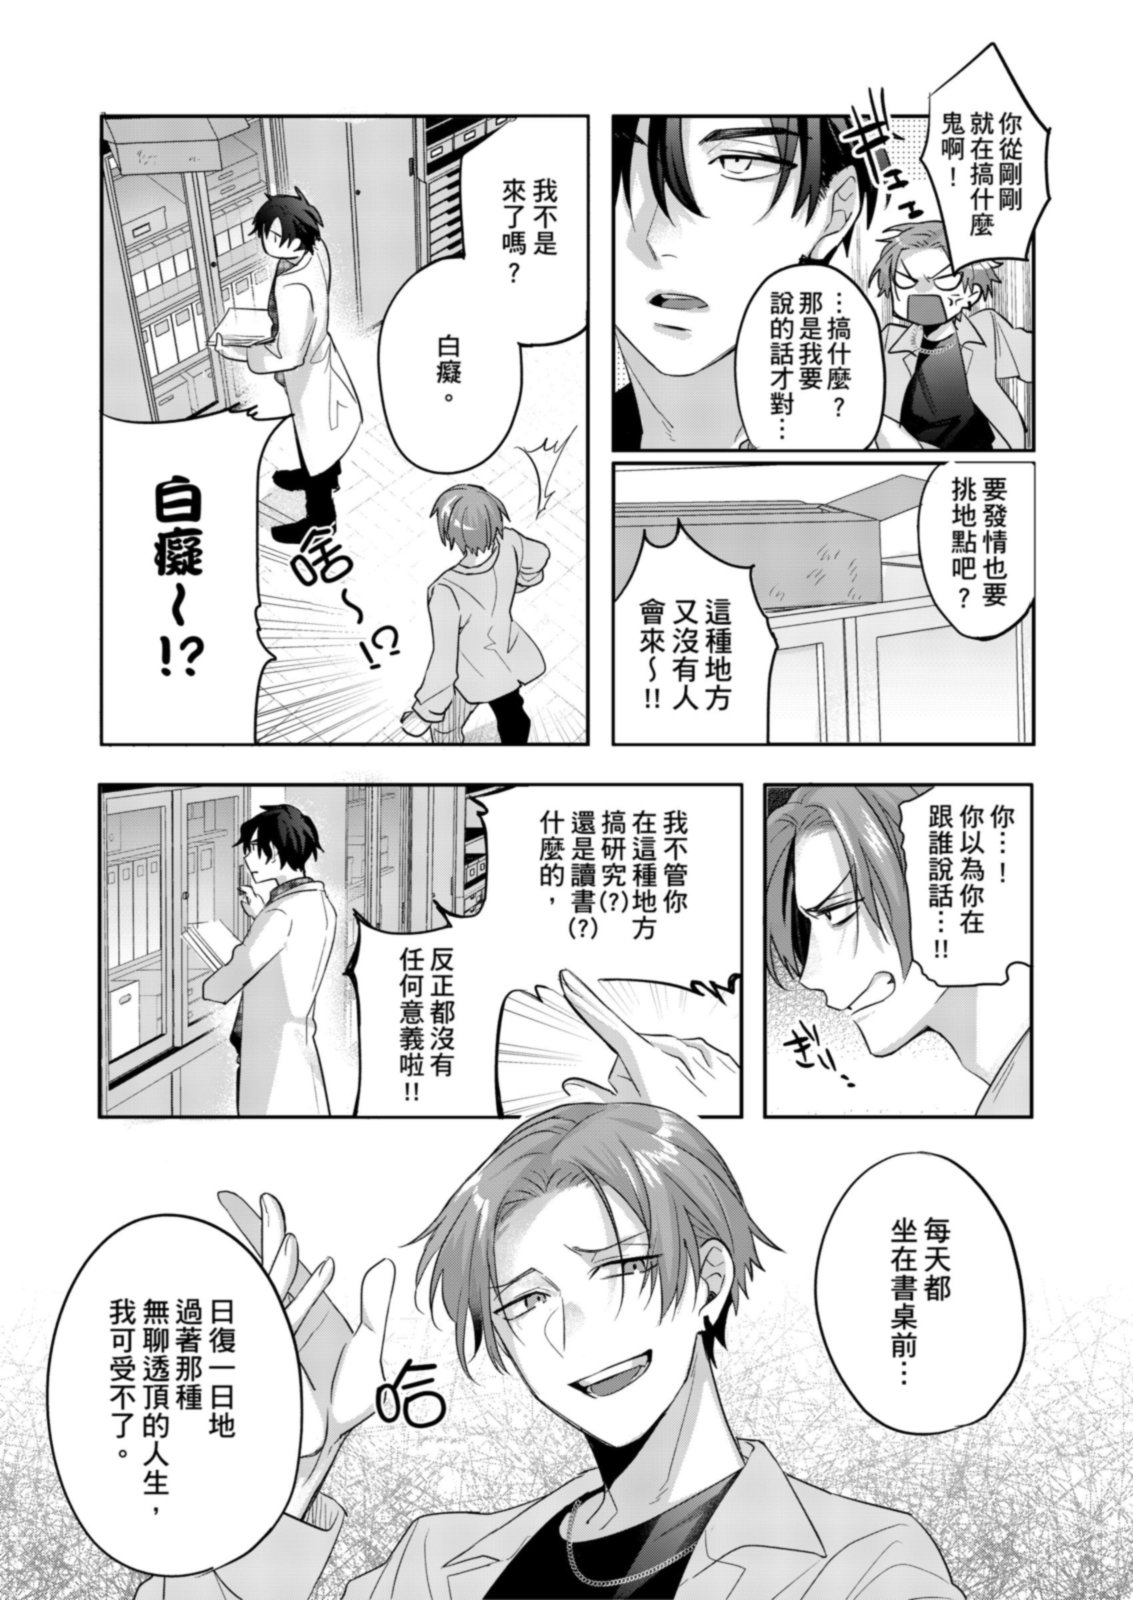 你從剛剛
就在搞什麼
鬼啊！
エェ
…搞什麼？
那是我要
說的話才對…
要發情也要
挑地點吧？
這種地方
又沒有人
會來～!!
我不是
來了嗎？
白癡。
啥～!?
白癡～!?
你…！
你以為你在
跟誰說話…!!
ぎ
我不管你
在這種地方
搞研究(?)
還是讀書(?)
什麼的，
反正都沒有
任何意義啦!!
每天都
坐在書桌前…
啥
日復一日地
過著那種
無聊透頂的人生，
我可受不了。